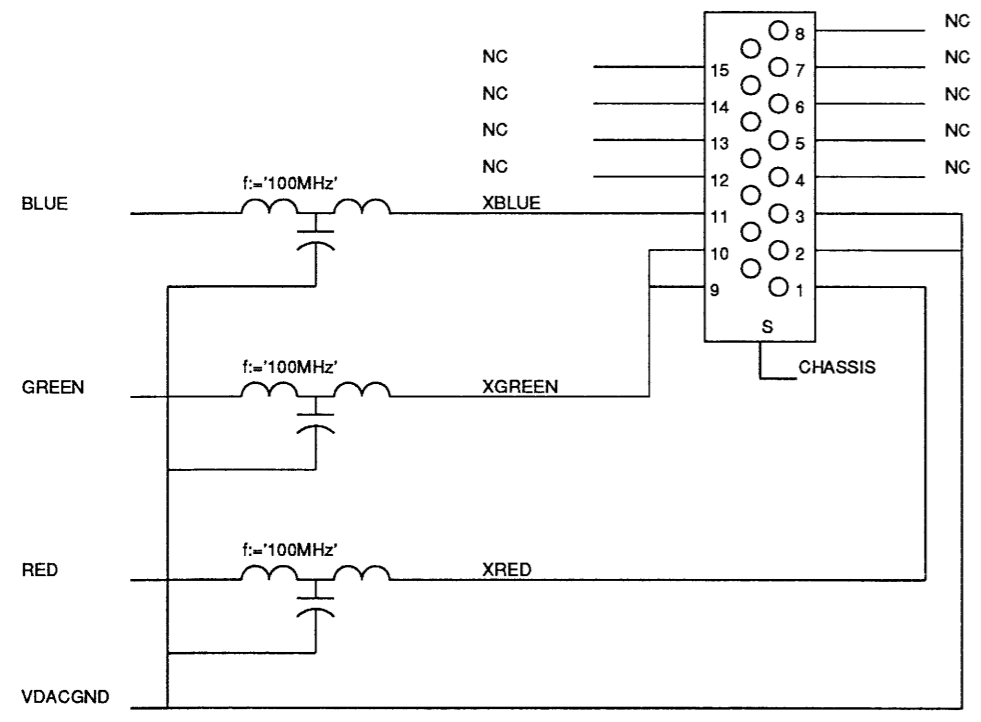 NC
8
NC
NC
15
7
NC
NC
14
6
NC
NC
13
5
NC
NC
12
4
f:='100MHz'
BLUE
XBLUE
11
3
10
2
9
1
S
f:='100MHz'
CHASSIS
GREEN
XGREEN
f:='100MHz'
RED
XRED
VDACGND